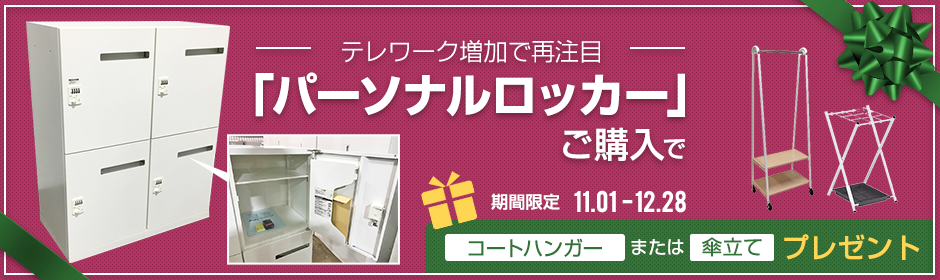 テレワーク増加で再注目
「パーソナルロッカー」
ご購入で
期間限定 11.01-12.28
コートハンガー または 傘立て プレゼント